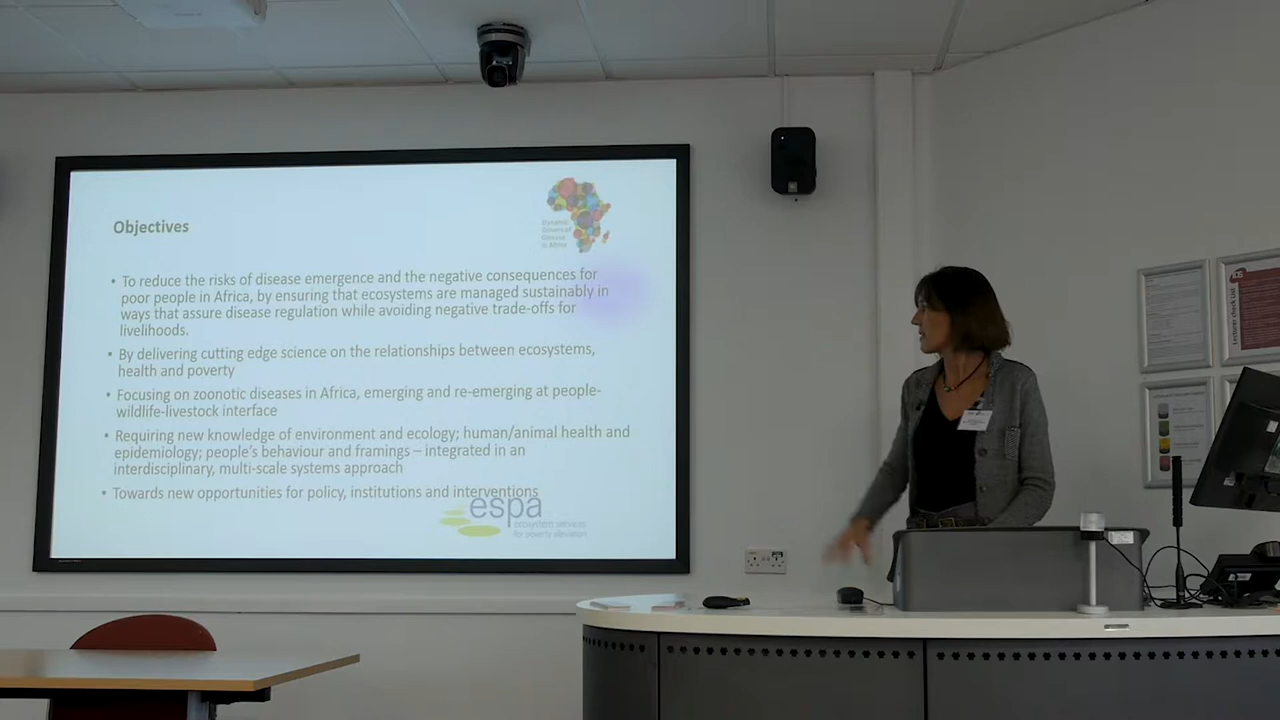 Objectives
Dynamic
Drivers of
Disease
in Africa
• To reduce the risks of disease emergence and the negative consequences for
poor people in Africa, by ensuring that ecosystems are managed sustainably in
ways that assure disease regulation while avoiding negative trade-offs for
livelihoods.
• By delivering cutting edge science on the relationships between ecosystems,
health and poverty
• Focusing on zoonotic diseases in Africa, emerging and re-emerging at people-
wildlife-livestock interface
• Requiring new knowledge of environment and ecology; human/animal health and
epidemiology; people's behaviour and framings – integrated in an
interdisciplinary, multi-scale systems approach
• Towards new opportunities for policy, institutions and interventions
espa
ecosystem services
for poverty alleviation
Lecturer check List